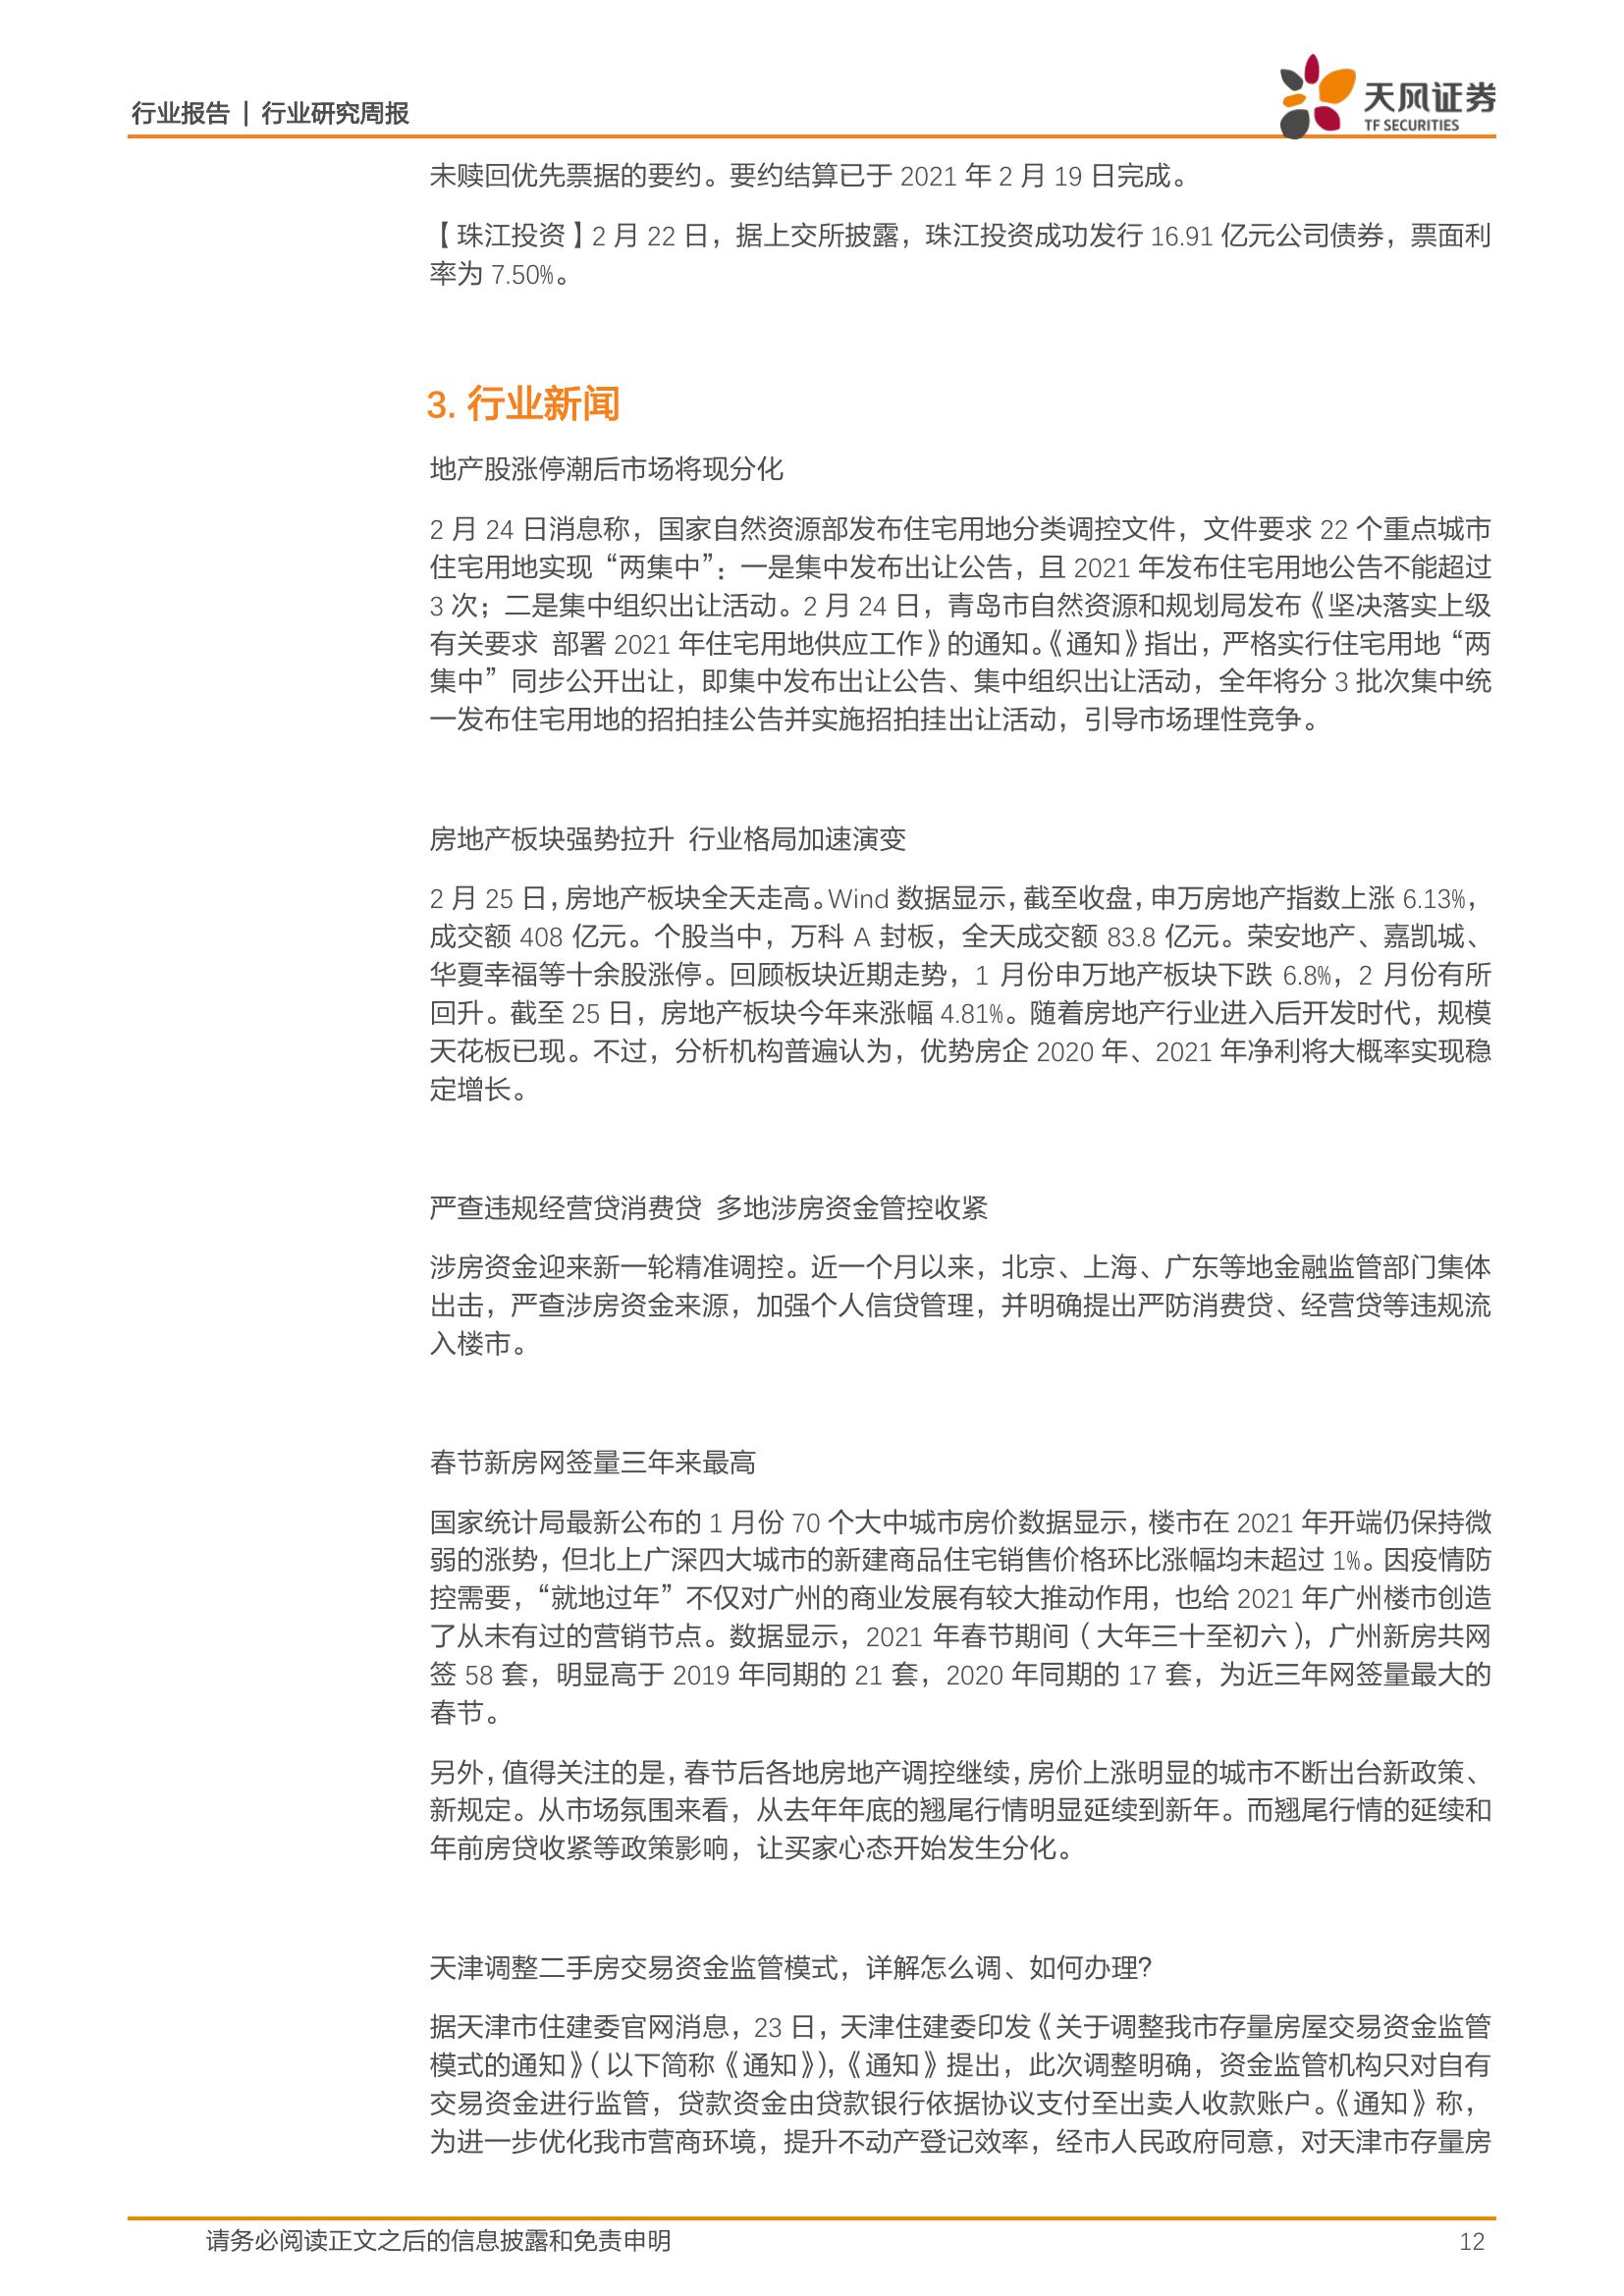 行业报告 | 行业研究周报
天风证券
TF SECURITIES
未赎回优先票据的要约。要约结算已于 2021 年 2 月 19 日完成。
【珠江投资】2 月 22 日，据上交所披露，珠江投资成功发行 16.91 亿元公司债券，票面利
率为 7.50%。
3. 行业新闻
地产股涨停潮后市场将现分化
2 月 24 日消息称，国家自然资源部发布住宅用地分类调控文件，文件要求 22 个重点城市
住宅用地实现“两集中”：一是集中发布出让公告，且 2021 年发布住宅用地公告不能超过
3 次；二是集中组织出让活动。2 月 24 日，青岛市自然资源和规划局发布《坚决落实上级
有关要求 部署 2021 年住宅用地供应工作》的通知。《通知》指出，严格实行住宅用地“两
集中”同步公开出让，即集中发布出让公告、集中组织出让活动，全年将分 3 批次集中统
一发布住宅用地的招拍挂公告并实施招拍挂出让活动，引导市场理性竞争。
房地产板块强势拉升 行业格局加速演变
2 月 25 日，房地产板块全天走高。Wind 数据显示，截至收盘，申万房地产指数上涨 6.13%，
成交额 408 亿元。个股当中，万科 A 封板，全天成交额 83.8 亿元。荣安地产、嘉凯城、
华夏幸福等十余股涨停。回顾板块近期走势，1 月份申万地产板块下跌 6.8%，2 月份有所
回升。截至 25 日，房地产板块今年来涨幅 4.81%。随着房地产行业进入后开发时代，规模
天花板已现。不过，分析机构普遍认为，优势房企 2020 年、2021 年净利将大概率实现稳
定增长。
严查违规经营贷消费贷 多地涉房资金管控收紧
涉房资金迎来新一轮精准调控。近一个月以来，北京、上海、广东等地金融监管部门集体
出击，严查涉房资金来源，加强个人信贷管理，并明确提出严防消费贷、经营贷等违规流
入楼市。
春节新房网签量三年来最高
国家统计局最新公布的 1 月份 70 个大中城市房价数据显示，楼市在 2021 年开端仍保持微
弱的涨势，但北上广深四大城市的新建商品住宅销售价格环比涨幅均未超过 1%。因疫情防
控需要，“就地过年”不仅对广州的商业发展有较大推动作用，也给 2021 年广州楼市创造
了从未有过的营销节点。数据显示，2021 年春节期间（大年三十至初六），广州新房共网
签 58 套，明显高于 2019 年同期的 21 套，2020 年同期的 17 套，为近三年网签量最大的
春节。
另外，值得关注的是，春节后各地房地产调控继续，房价上涨明显的城市不断出台新政策、
新规定。从市场氛围来看，从去年年底的翘尾行情明显延续到新年。而翘尾行情的延续和
年前房贷收紧等政策影响，让买家心态开始发生分化。
天津调整二手房交易资金监管模式，详解怎么调、如何办理？
据天津市住建委官网消息，23 日，天津住建委印发《关于调整我市存量房屋交易资金监管
模式的通知》（以下简称《通知》），《通知》提出，此次调整明确，资金监管机构只对自有
交易资金进行监管，贷款资金由贷款银行依据协议支付至出卖人收款账户。《通知》称，
为进一步优化我市营商环境，提升不动产登记效率，经市人民政府同意，对天津市存量房
请务必阅读正文之后的信息披露和免责申明
12